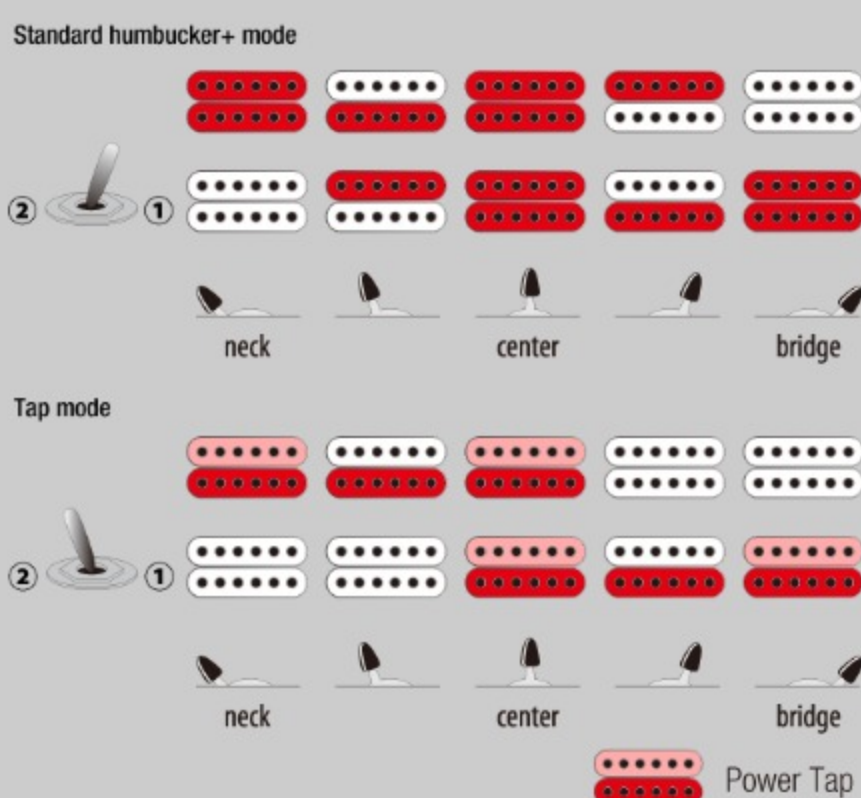 Standard humbucker+ mode
② ①
neck center bridge
Tap mode
② ①
neck center bridge
Power Tap